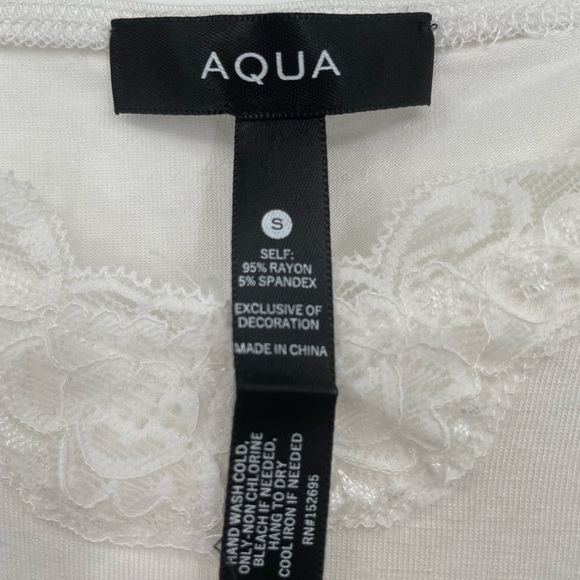 AQUA
S
SELF:
95% RAYON
5% SPANDEX
EXCLUSIVE OF
DECORATION
MADE IN CHINA
HAND WASH COLD,
ONLY-NON CHLORINE
BLEACH IF NEEDED,
HANG TO DRY
COOL IRON IF NEEDED
RN#152695